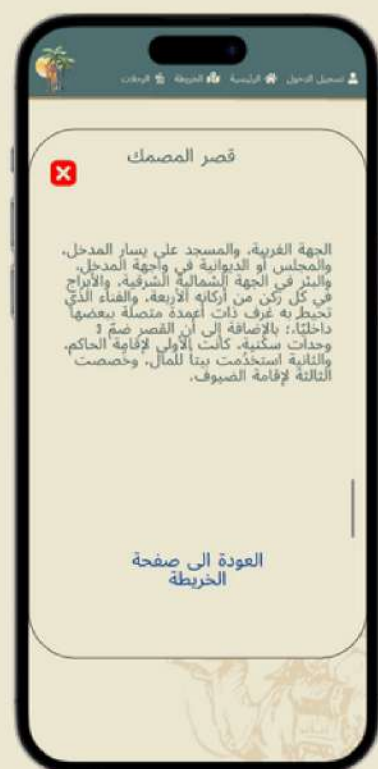 تسجيل الدخول الرئيسية الخريطة الرحلات
قصر المصمك
الجهة الغربية، والمسجد على يسار المدخل،
والمجلس أو الديوانية في واجهة المدخل،
والبئر في الجهة الشمالية الشرقية، والأبراج
في كل ركن من أركانه الأربعة، والفناء الذي
تحيط به غرف ذات أعمدة متصلة ببعضها
داخليًا،؛ بالإضافة إلى أن القصر ضمّ 3
وحدات سكنية، كانت الأولى لإقامة الحاكم،
والثانية استخدُمت بيتاً للمال، وخصصت
الثالثة لإقامة الضيوف.
العودة الى صفحة
الخريطة